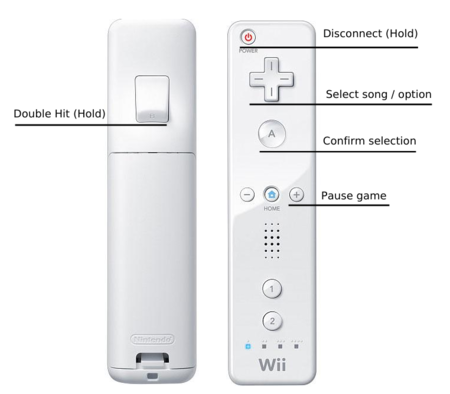 Disconnect (Hold)
POWER
Select song / option
Double Hit (Hold)
A
Confirm selection
Pause game
HOME
1
2
Nintendo
Wii